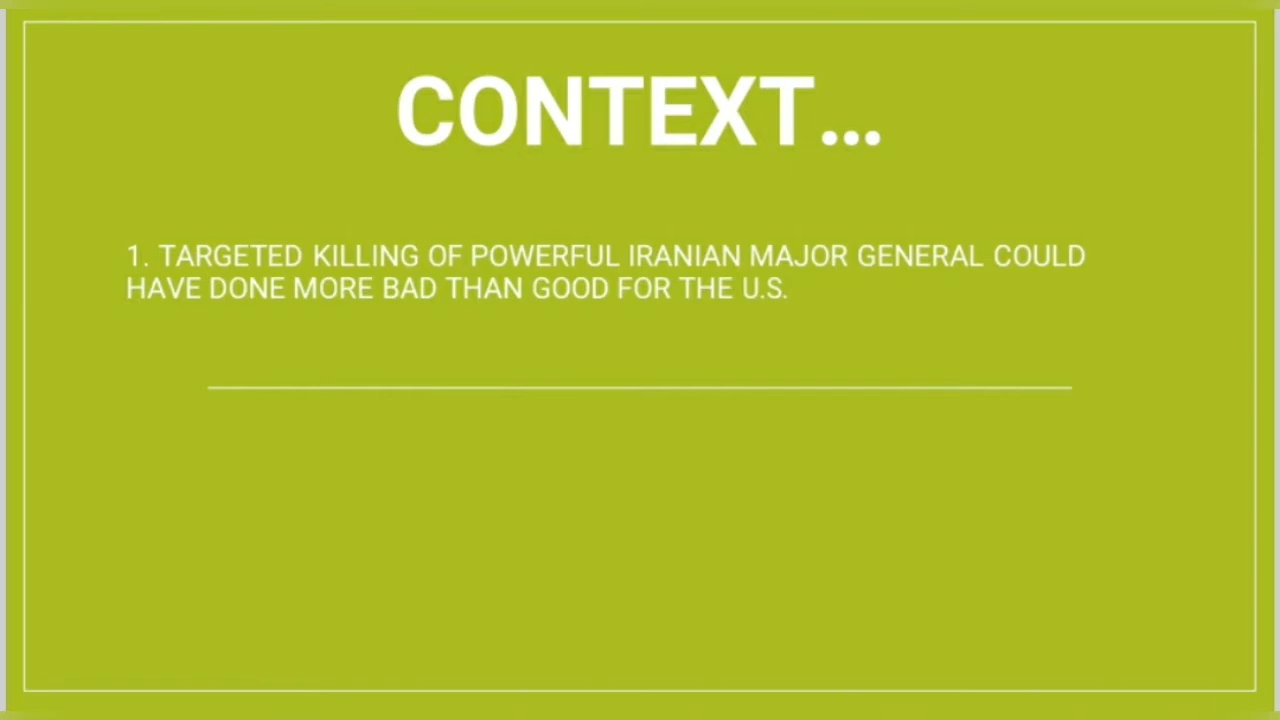 CONTEXT...
1. TARGETED KILLING OF POWERFUL IRANIAN MAJOR GENERAL COULD
HAVE DONE MORE BAD THAN GOOD FOR THE U.S.